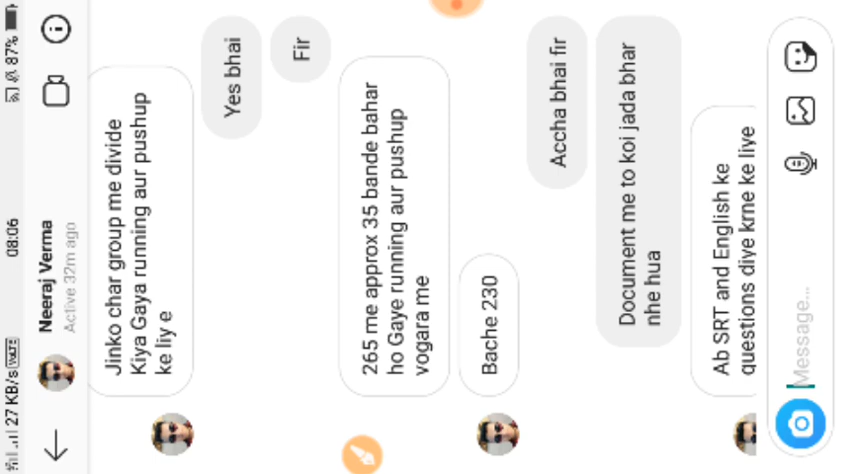 27 KB/s VoLTE 08:06 87%
Neeraj Verma
Active 32m ago
Jinko char group me divide
Kiya Gaya running aur pushup
ke liy e
Yes bhai
Fir
265 me approx 35 bande bahar
ho Gaye running aur pushup
vogara me
Bache 230
Accha bhai fir
Document me to koi jada bhar
nhe hua
Ab SRT and English ke
questions diye krne ke liye
Message...